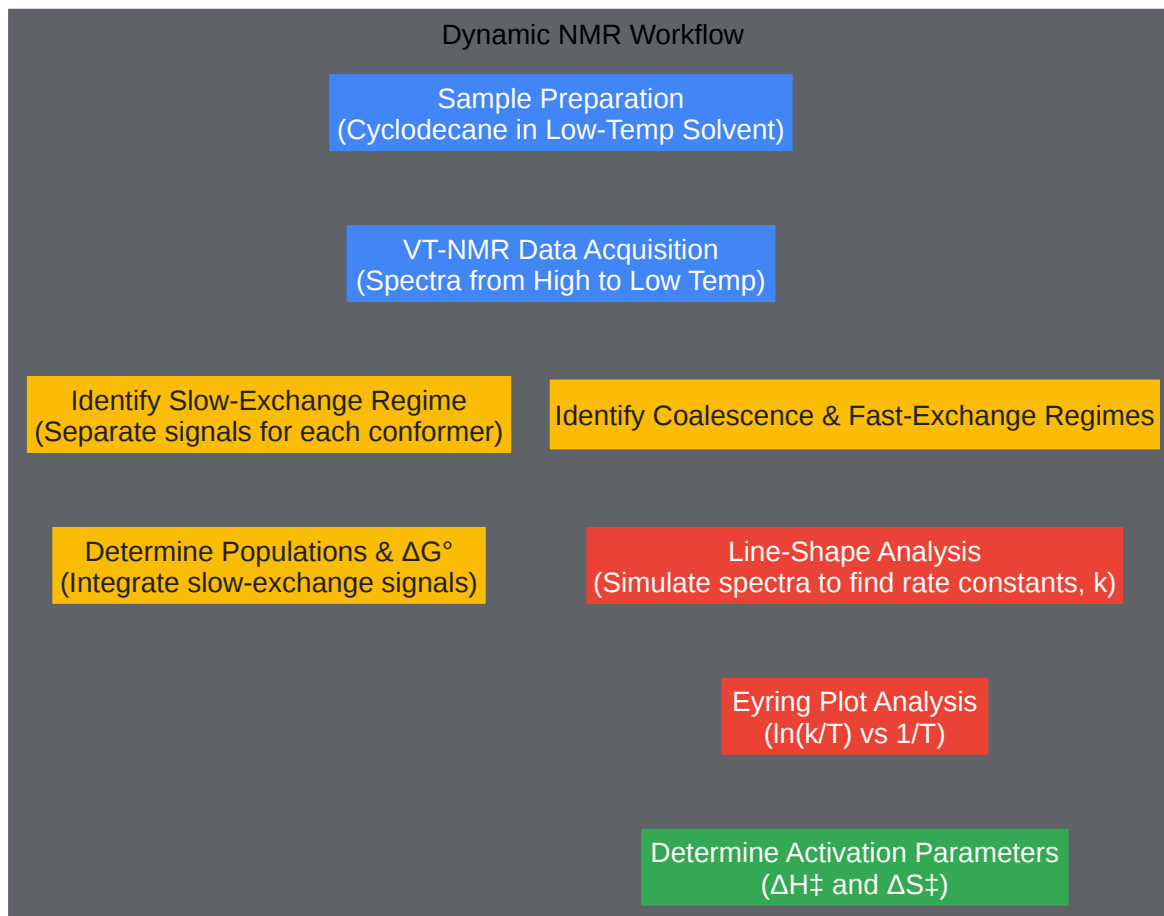 Dynamic NMR Workflow
Sample Preparation
(Cyclodecane in Low-Temp Solvent)
VT-NMR Data Acquisition
(Spectra from High to Low Temp)
Identify Slow-Exchange Regime
(Separate signals for each conformer)
Identify Coalescence & Fast-Exchange Regimes
Determine Populations & ΔG°
(Integrate slow-exchange signals)
Line-Shape Analysis
(Simulate spectra to find rate constants, k)
Eyring Plot Analysis
(ln(k/T) vs 1/T)
Determine Activation Parameters
(ΔH‡ and ΔS‡)